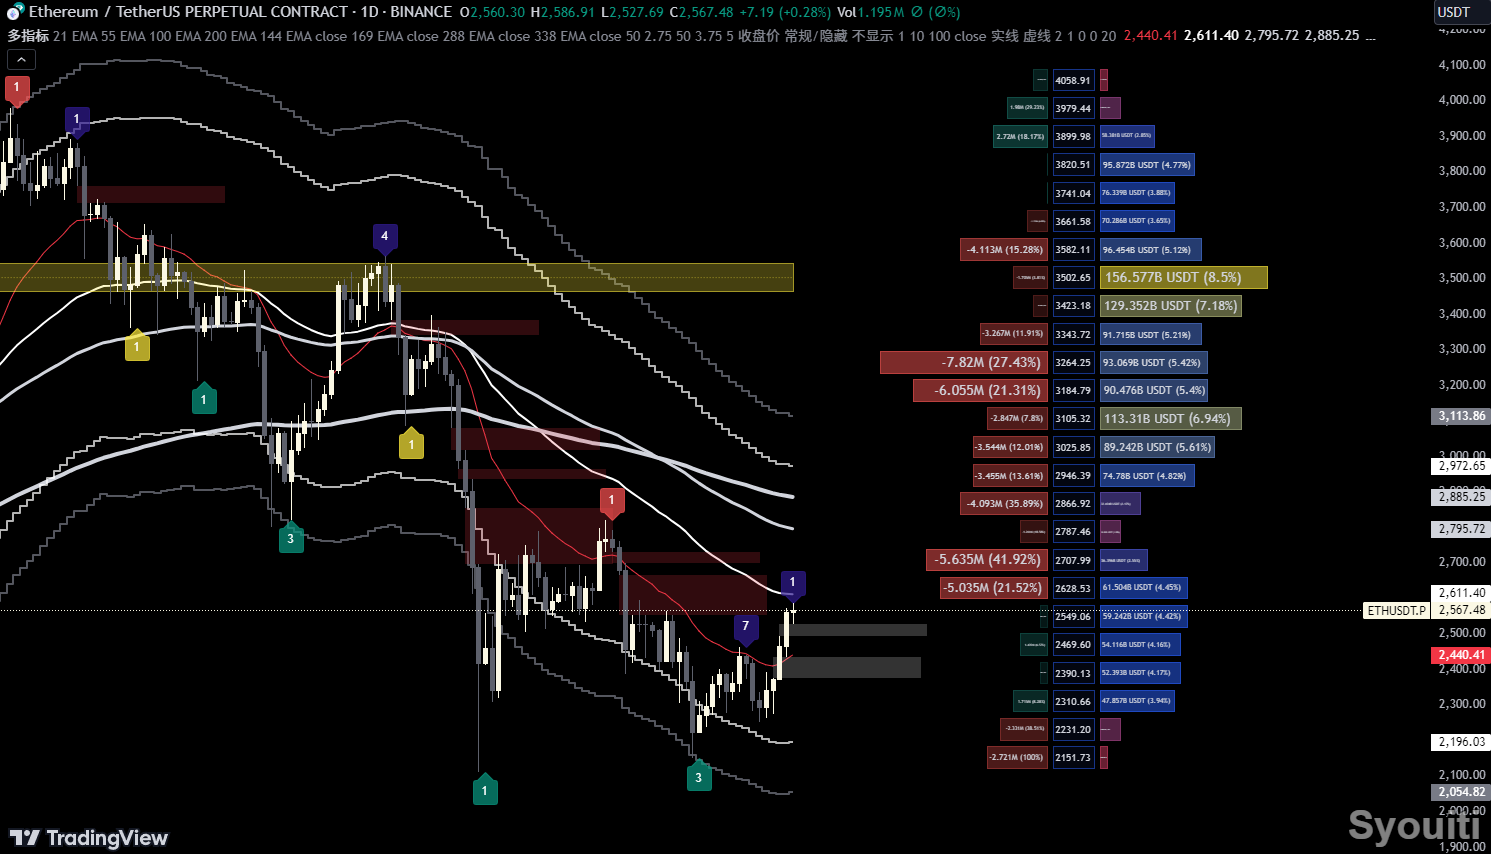 Ethereum / TetherUS PERPETUAL CONTRACT · 1D · BINANCE O2,560.30 H2,586.91 L2,527.69 C2,567.48 +7.19 (+0.28%) Vol1.195M ∅ (∅%)
多指标 21 EMA 55 EMA 100 EMA 200 EMA 144 EMA close 169 EMA close 288 EMA close 338 EMA close 50 2.75 50 3.75 5 收盘价 常规/隐藏 不显示 1 10 100 close 实线 虚线 2 1 0 0 20 2,440.41 2,611.40 2,795.72 2,885.25 ...
USDT
4,200.00
4,100.00
4,000.00
3,900.00
3,800.00
3,700.00
3,600.00
3,500.00
3,400.00
3,300.00
3,200.00
3,113.86
3,000.00
2,972.65
2,885.25
2,795.72
2,700.00
2,611.40
ETHUSDT.P 2,567.48
2,500.00
2,440.41
2,400.00
2,300.00
2,196.03
2,100.00
2,054.82
2,000.00
1,900.00
4058.91
3979.44
2.72M (18.17%) 3899.98
3820.51 95.872B USDT (4.77%)
3741.04 76.339B USDT (3.88%)
3661.58 70.286B USDT (3.65%)
-4.113M (15.28%) 3582.11 96.454B USDT (5.12%)
3502.65 156.577B USDT (8.5%)
3423.18 129.352B USDT (7.18%)
-3.267M (11.91%) 3343.72 91.715B USDT (5.21%)
-7.82M (27.43%) 3264.25 93.069B USDT (5.42%)
-6.055M (21.31%) 3184.79 90.476B USDT (5.4%)
-2.847M (7.8%) 3105.32 113.31B USDT (6.94%)
-3.544M (12.01%) 3025.85 89.242B USDT (5.61%)
-3.455M (13.61%) 2946.39 74.78B USDT (4.82%)
-4.093M (35.89%) 2866.92
2787.46
-5.635M (41.92%) 2707.99
-5.035M (21.52%) 2628.53 61.504B USDT (4.45%)
2549.06 59.242B USDT (4.42%)
2469.60 54.116B USDT (4.16%)
2390.13 52.393B USDT (4.17%)
2310.66 47.857B USDT (3.94%)
-2.331M (38.51%) 2231.20
-2.721M (100%) 2151.73
1
1
1
1
3
4
1
1
1
3
7
1
TradingView
Syouiti